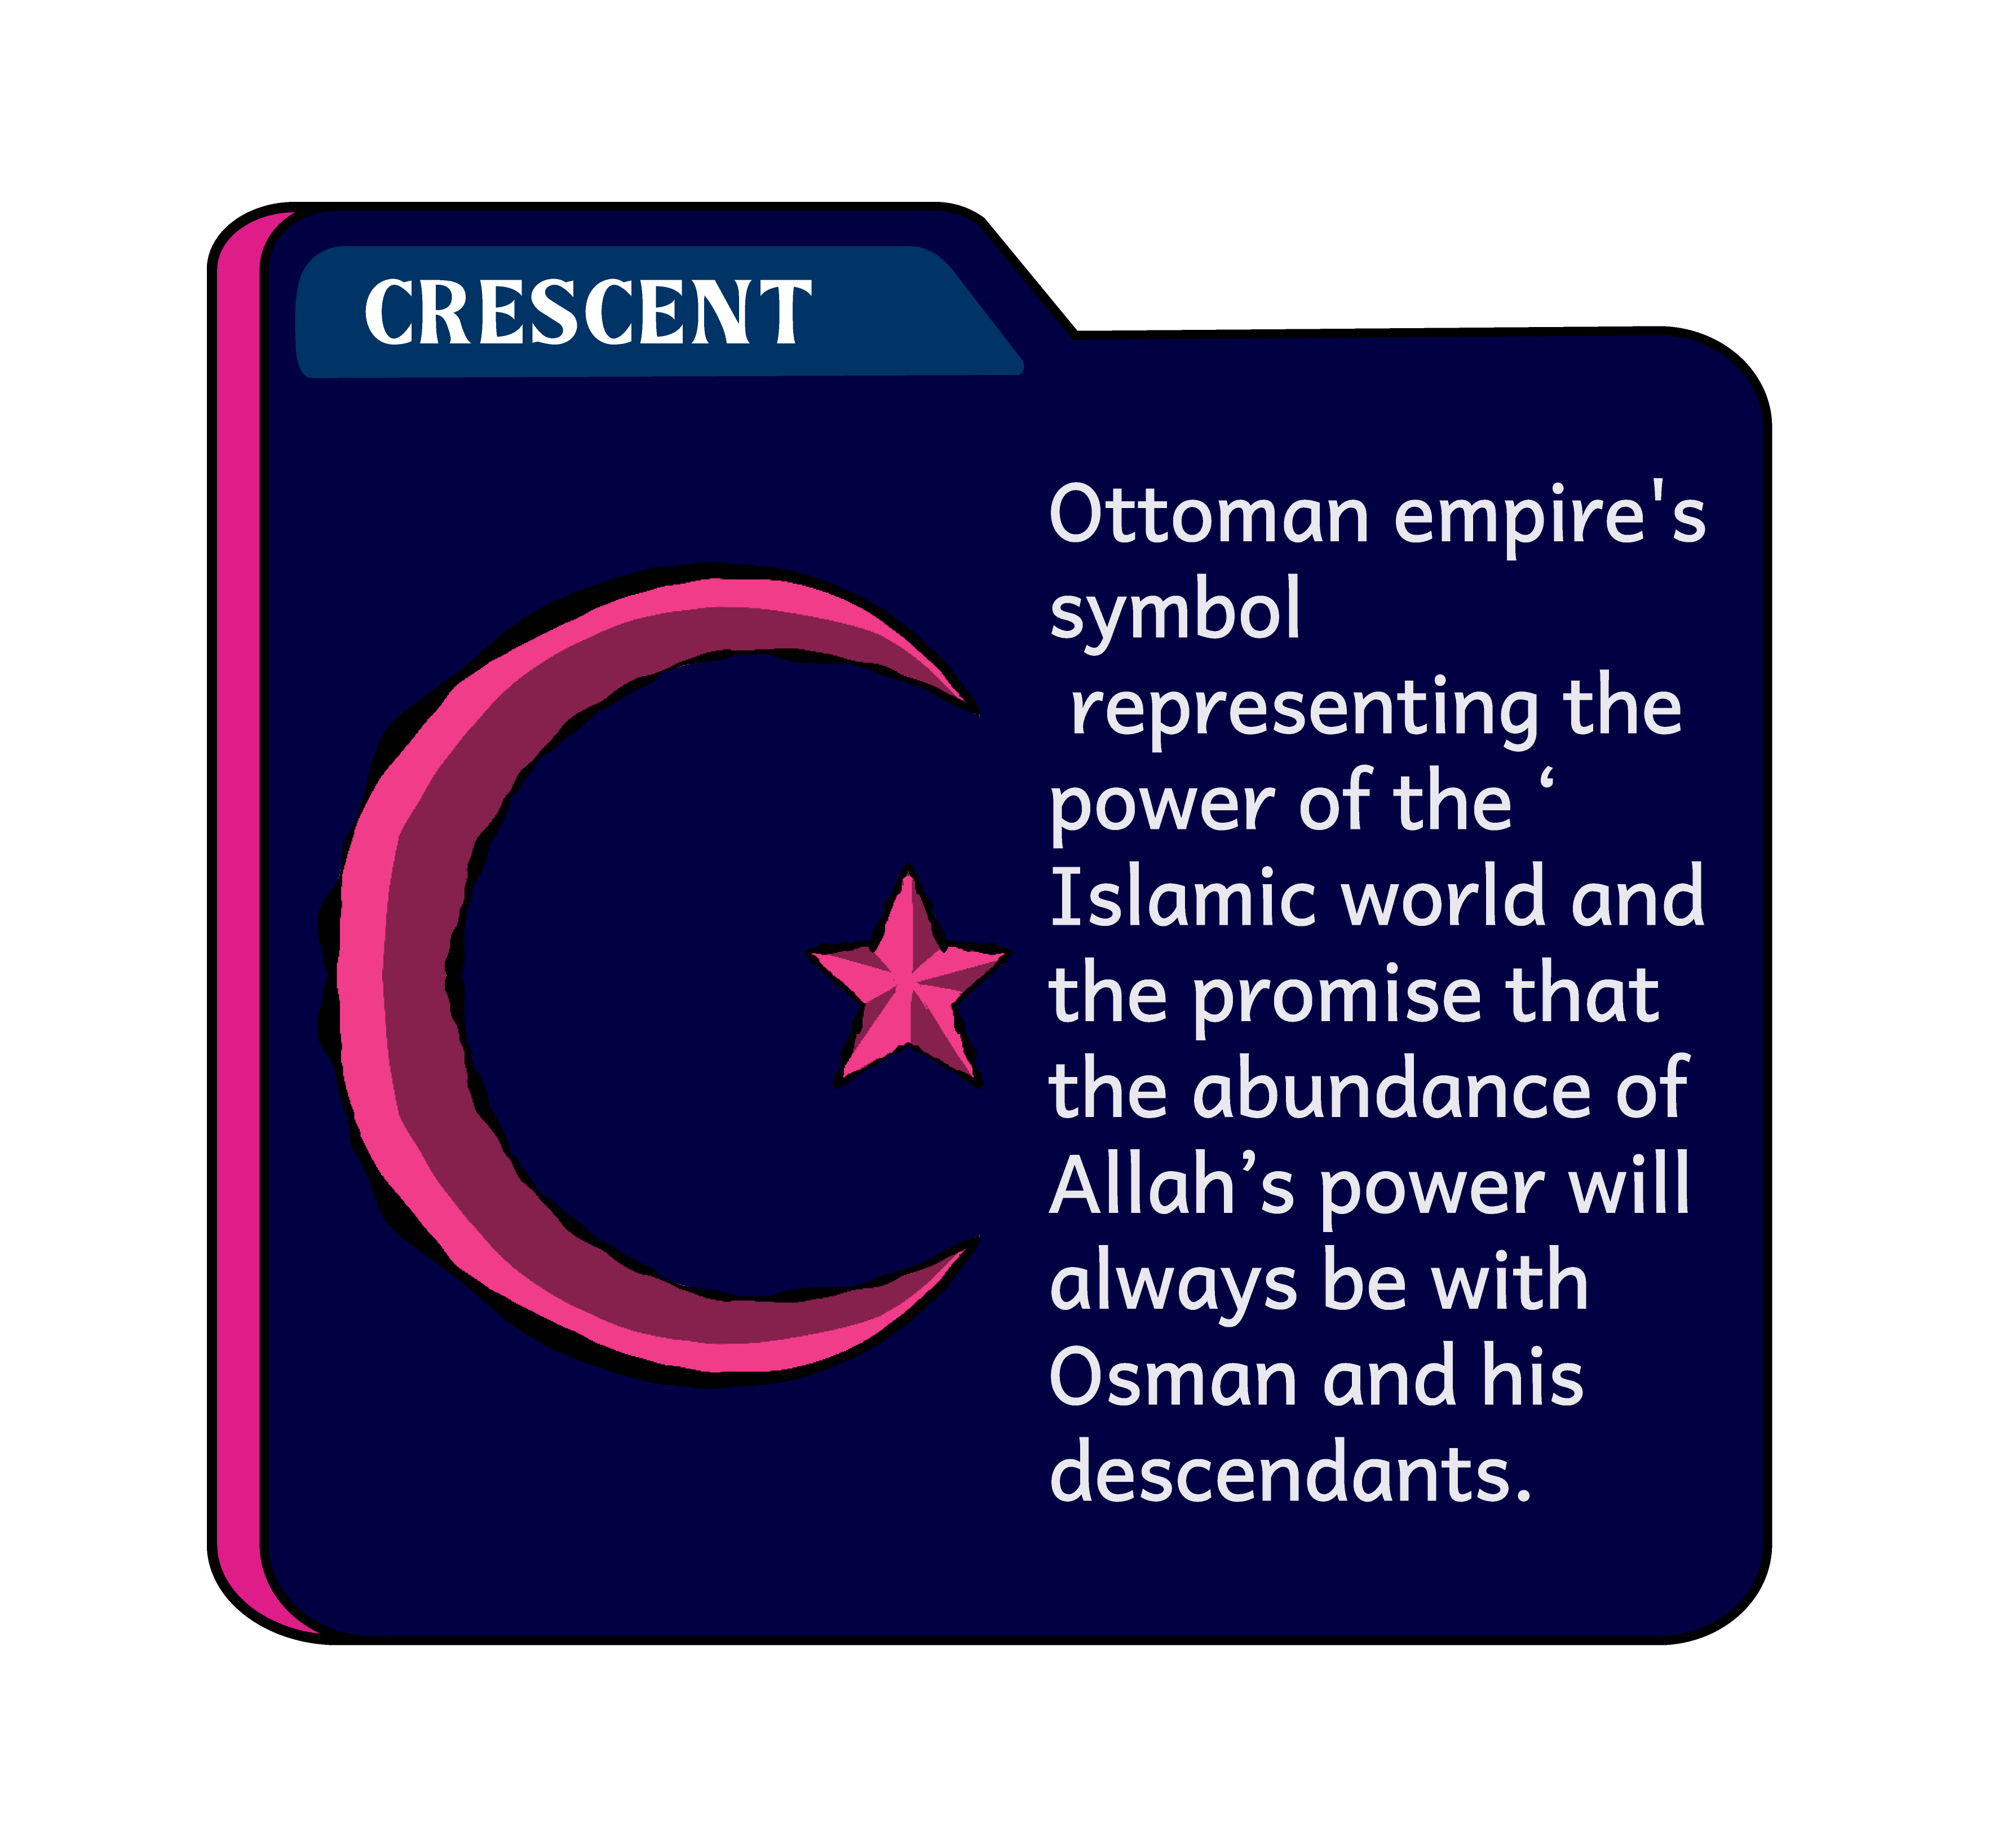 CRESCENT
Ottoman empire's
symbol
representing the
power of the ‘
Islamic world and
the promise that
the abundance of
Allah’s power will
always be with
Osman and his
descendants.